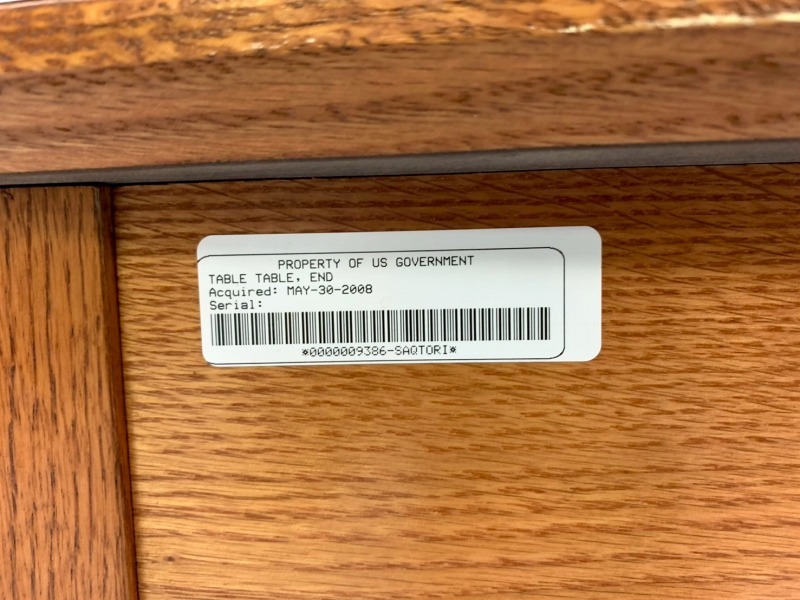 PROPERTY OF US GOVERNMENT
TABLE TABLE, END
Acquired: MAY-30-2008
Serial:
*0000009386-SAQTORI*